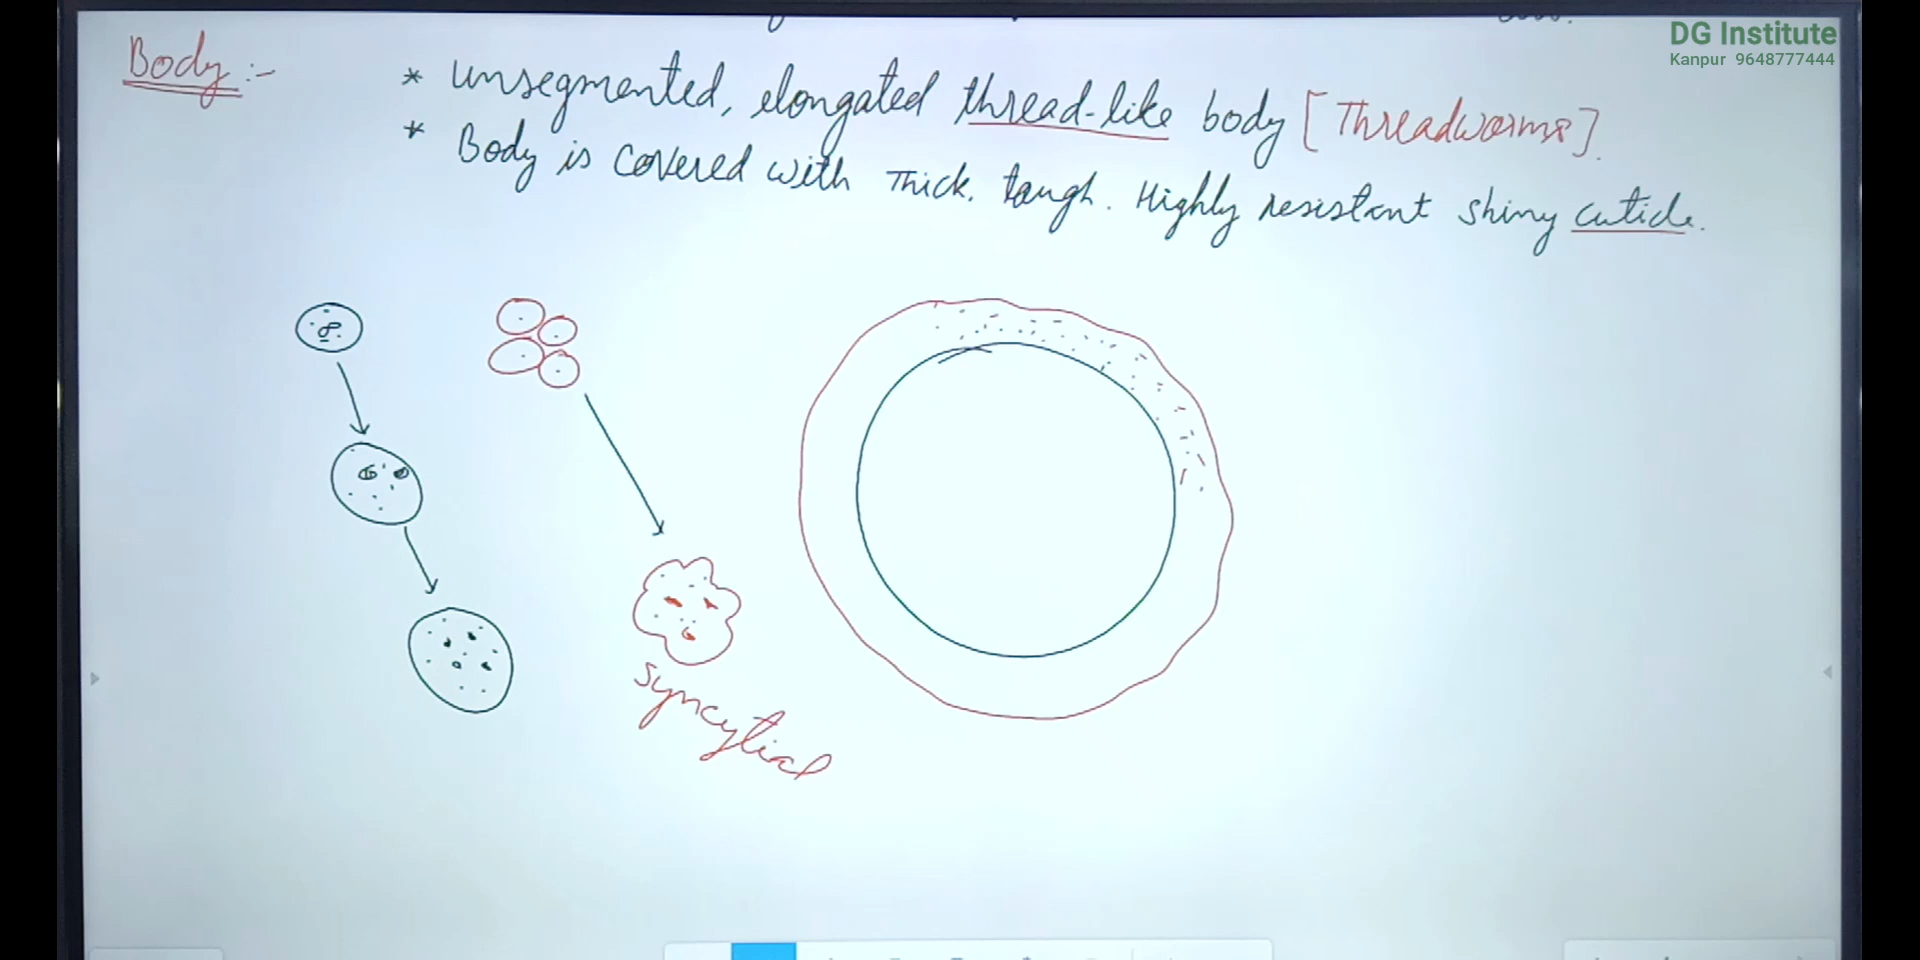 DG Institute
Kanpur 9648777444
Body :-
* Unsegmented, elongated thread-like body [Threadworms].
* Body is covered with Thick. tough. Highly resistant shiny cuticle.
Syncytial